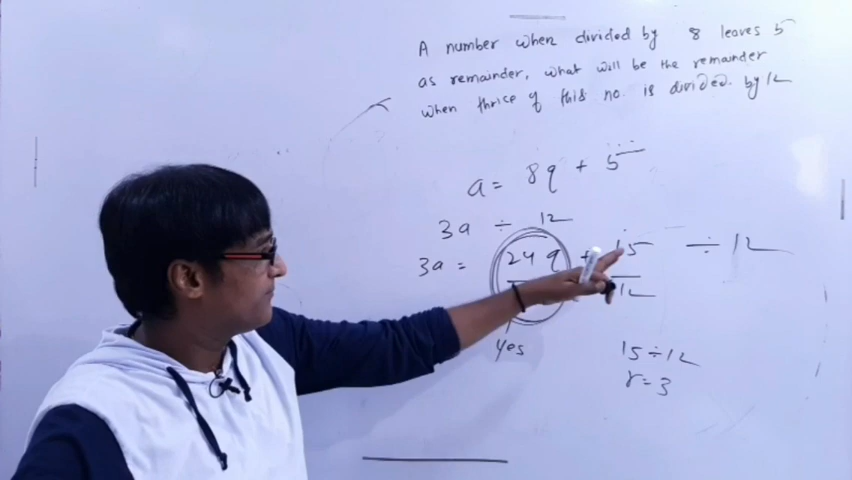 A number when divided by 8 leaves 5
as remainder, what will be the remainder
when thrice of this no. is divided by 12
a = 8q + 5
3a ÷ 12
3a = 24q + 15 ÷ 12
12
yes
15 ÷ 12
r = 3